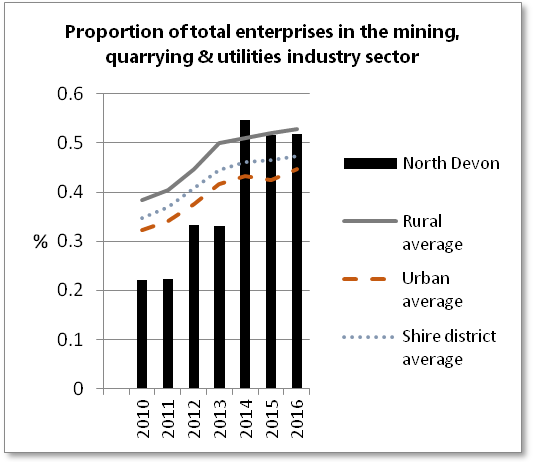 Proportion of total enterprises in the mining,
quarrying & utilities industry sector
0.6
0.5
0.4
0.3
0.2
0.1
0
%
2010
2011
2012
2013
2014
2015
2016
North Devon
Rural
average
Urban
average
Shire district
average